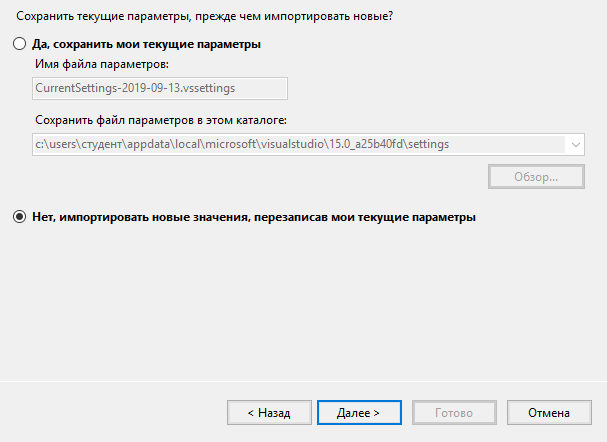 Сохранить текущие параметры, прежде чем импортировать новые?
Да, сохранить мои текущие параметры
Имя файла параметров:
CurrentSettings-2019-09-13.vssettings
Сохранить файл параметров в этом каталоге:
c:\users\студент\appdata\local\microsoft\visualstudio\15.0_a25b40fd\settings
Обзор...
Нет, импортировать новые значения, перезаписав мои текущие параметры
< Назад
Далее >
Готово
Отмена